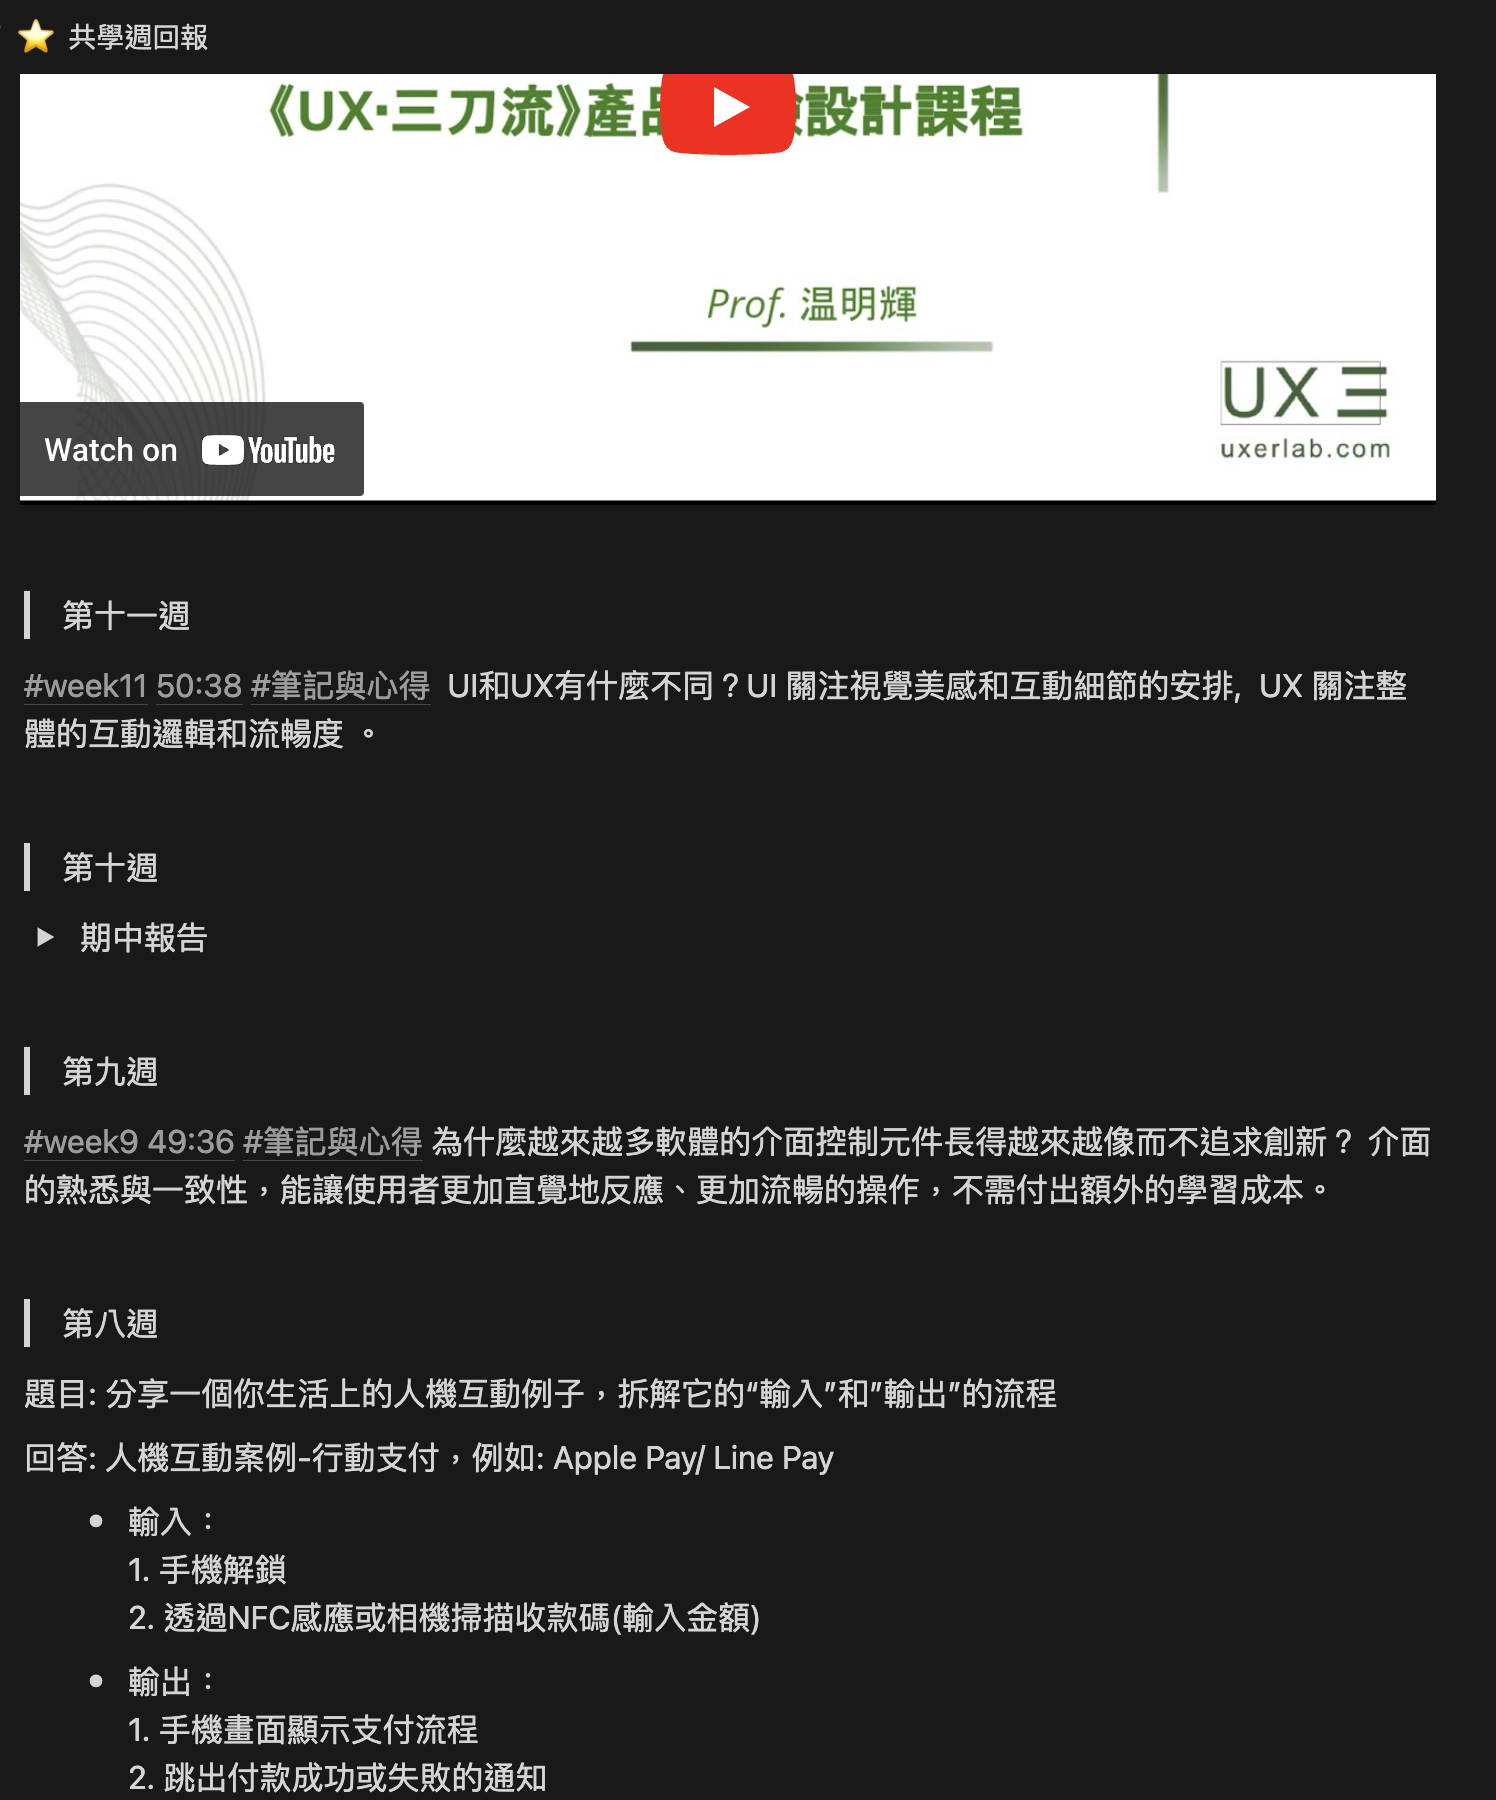 ⭐ 共學週回報
《UX·三刀流》產品 設計課程
Prof. 温明輝
UX三
uxerlab.com
Watch on YouTube
第十一週
#week11 50:38 #筆記與心得 UI和UX有什麼不同？UI 關注視覺美感和互動細節的安排, UX 關注整
體的互動邏輯和流暢度 。
第十週
▶ 期中報告
第九週
#week9 49:36 #筆記與心得 為什麼越來越多軟體的介面控制元件長得越來越像而不追求創新？ 介面
的熟悉與一致性，能讓使用者更加直覺地反應、更加流暢的操作，不需付出額外的學習成本。
第八週
題目: 分享一個你生活上的人機互動例子，拆解它的“輸入”和”輸出”的流程
回答: 人機互動案例-行動支付，例如: Apple Pay/ Line Pay
• 輸入：
1. 手機解鎖
2. 透過NFC感應或相機掃描收款碼(輸入金額)
• 輸出：
1. 手機畫面顯示支付流程
2. 跳出付款成功或失敗的通知